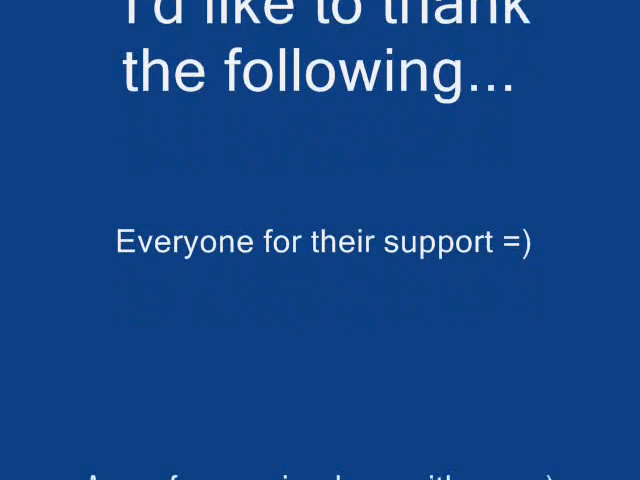 I'd like to thank
the following...
Everyone for their support =)